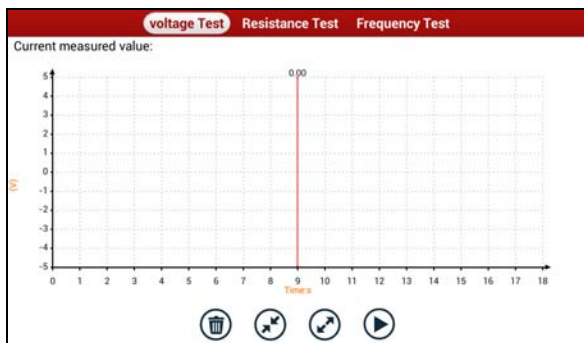 voltage Test Resistance Test Frequency Test
Current measured value:
0.00
5
4
3
2
1
0
-1
-2
-3
-4
-5
(V)
0 1 2 3 4 5 6 7 8 9 10 11 12 13 14 15 16 17 18
Time:s